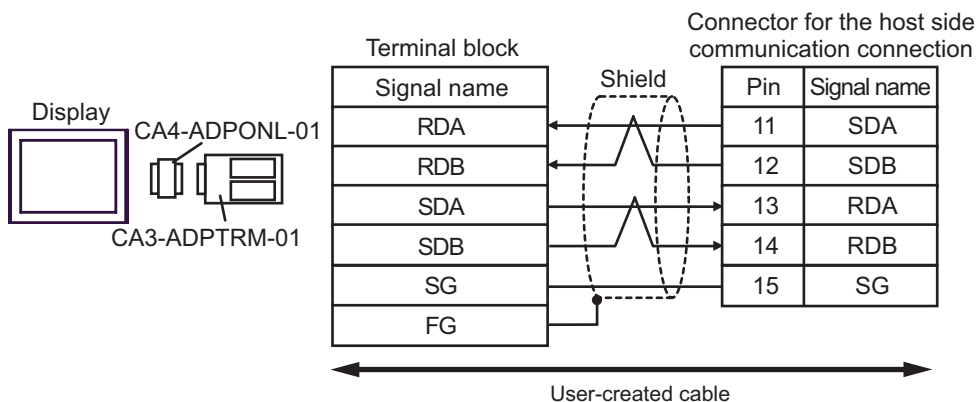 Connector for the host side
communication connection
Terminal block
Signal name
Shield
Pin Signal name
Display
CA4-ADPONL-01
CA3-ADPTRM-01
RDA 11 SDA
RDB 12 SDB
SDA 13 RDA
SDB 14 RDB
SG 15 SG
FG
User-created cable